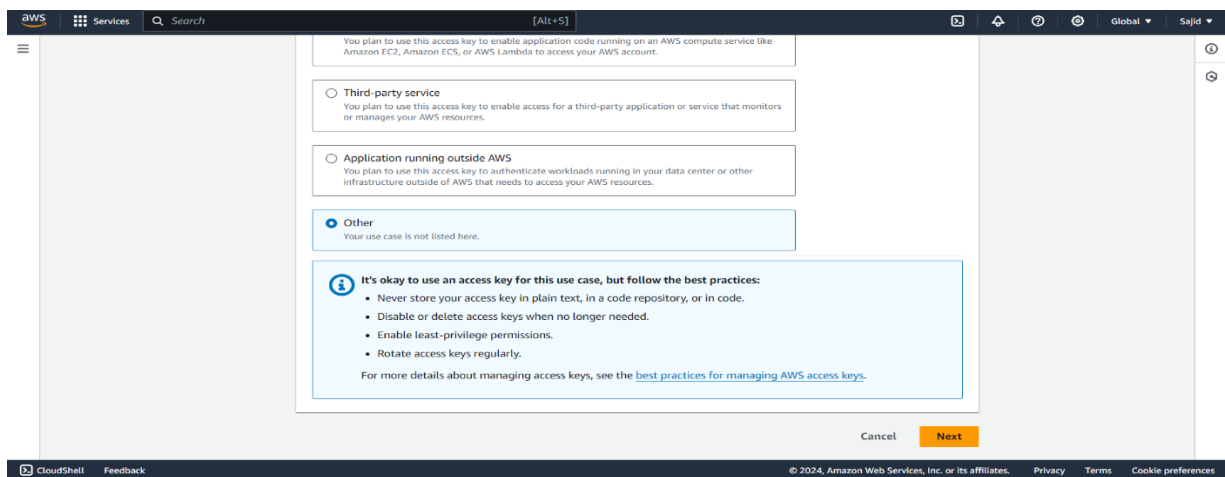 aws Services Search [Alt+S] Global ▼ Sajid ▼
You plan to use this access key to enable application code running on an AWS compute service like
Amazon EC2, Amazon ECS, or AWS Lambda to access your AWS account.
Third-party service
You plan to use this access key to enable access for a third-party application or service that monitors
or manages your AWS resources.
Application running outside AWS
You plan to use this access key to authenticate workloads running in your data center or other
infrastructure outside of AWS that needs to access your AWS resources.
Other
Your use case is not listed here.
It's okay to use an access key for this use case, but follow the best practices:
• Never store your access key in plain text, in a code repository, or in code.
• Disable or delete access keys when no longer needed.
• Enable least-privilege permissions.
• Rotate access keys regularly.
For more details about managing access keys, see the best practices for managing AWS access keys.
Cancel Next
CloudShell Feedback © 2024, Amazon Web Services, Inc. or its affiliates. Privacy Terms Cookie preferences